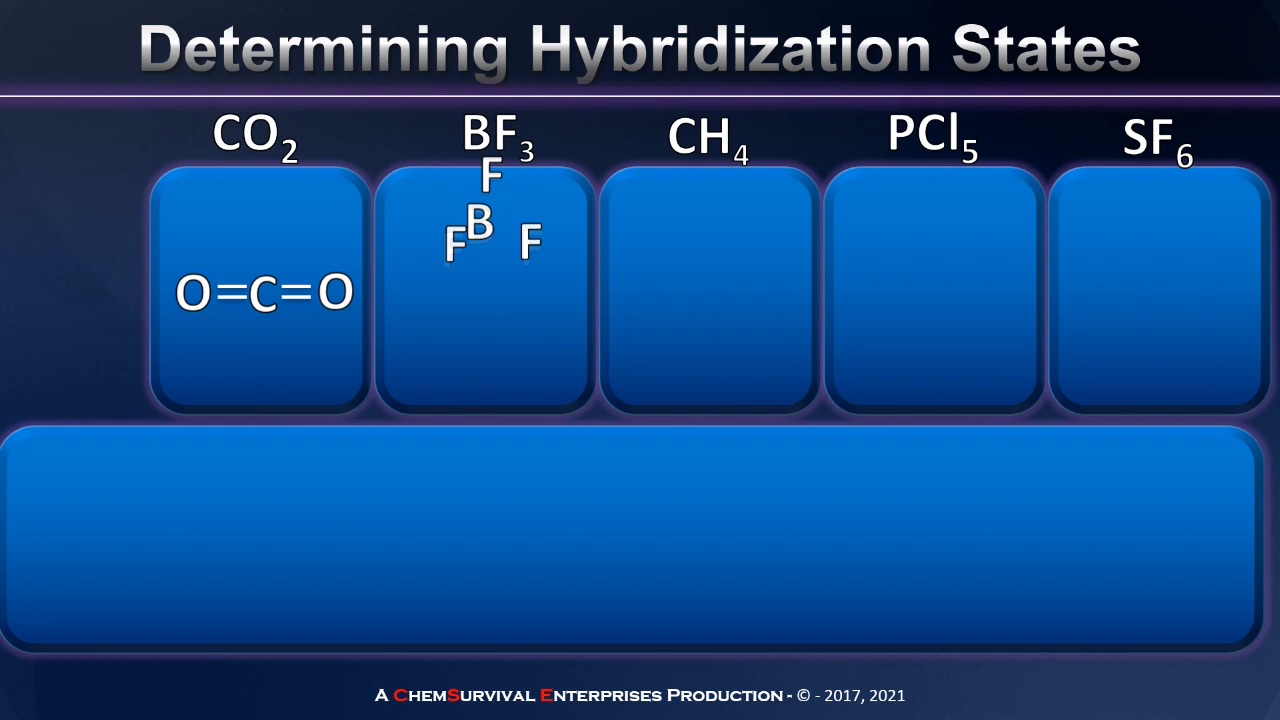 Determining Hybridization States
CO₂ BF₃ CH₄ PCl₅ SF₆
F
B
F F
O=C=O
A ChemSurvival Enterprises Production - © - 2017, 2021